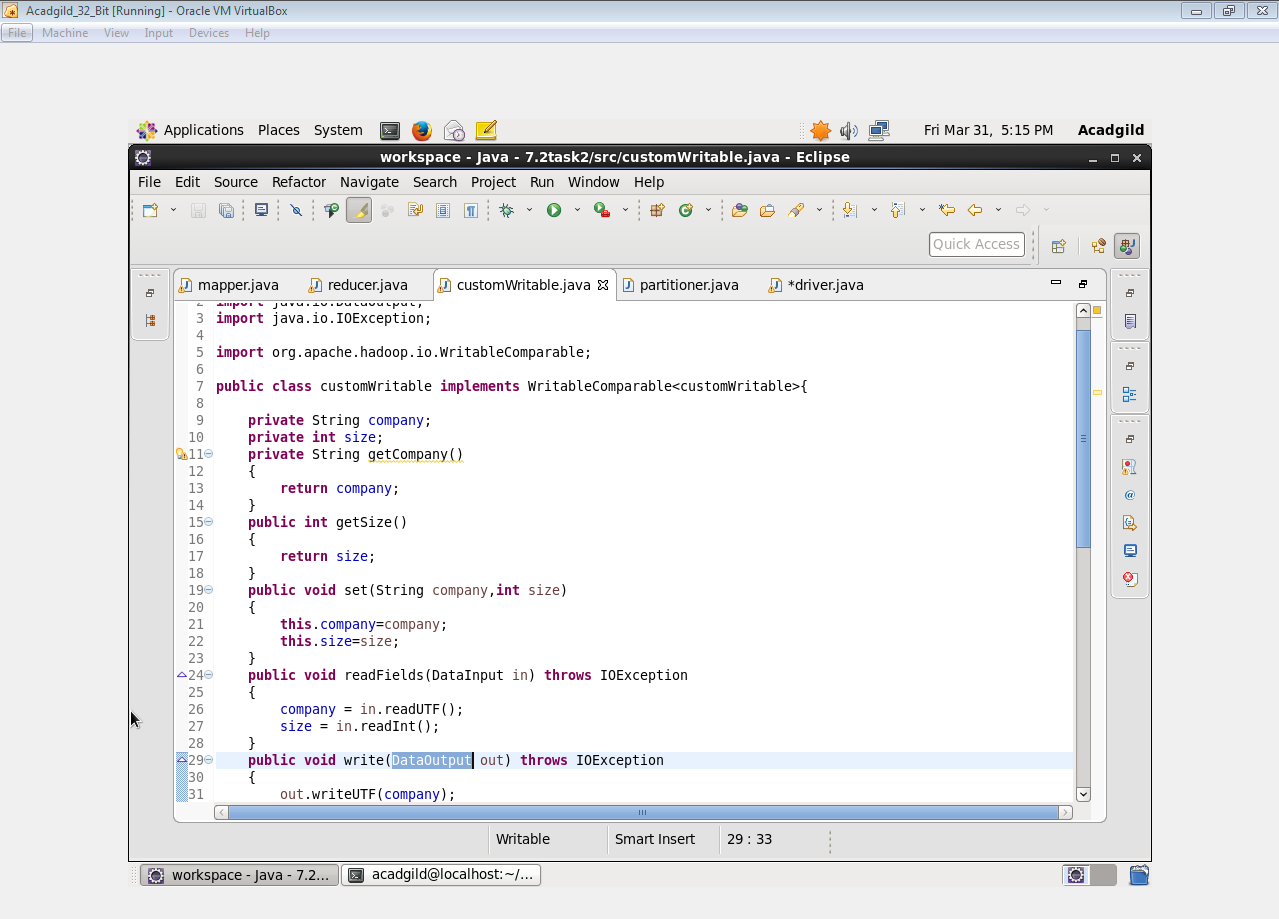 Acadgild_32_Bit [Running] - Oracle VM VirtualBox
File Machine View Input Devices Help
Applications Places System Fri Mar 31, 5:15 PM Acadgild
workspace - Java - 7.2task2/src/customWritable.java - Eclipse
File Edit Source Refactor Navigate Search Project Run Window Help
Quick Access
mapper.java reducer.java customWritable.java partitioner.java *driver.java
2 import java.io.DataOutput;
3 import java.io.IOException;
4
5 import org.apache.hadoop.io.WritableComparable;
6
7 public class customWritable implements WritableComparable<customWritable>{
8
9 private String company;
10 private int size;
11 private String getCompany()
12 {
13 return company;
14 }
15 public int getSize()
16 {
17 return size;
18 }
19 public void set(String company,int size)
20 {
21 this.company=company;
22 this.size=size;
23 }
24 public void readFields(DataInput in) throws IOException
25 {
26 company = in.readUTF();
27 size = in.readInt();
28 }
29 public void write(DataOutput out) throws IOException
30 {
31 out.writeUTF(company);
Writable Smart Insert 29 : 33
workspace - Java - 7.2... acadgild@localhost:~/...